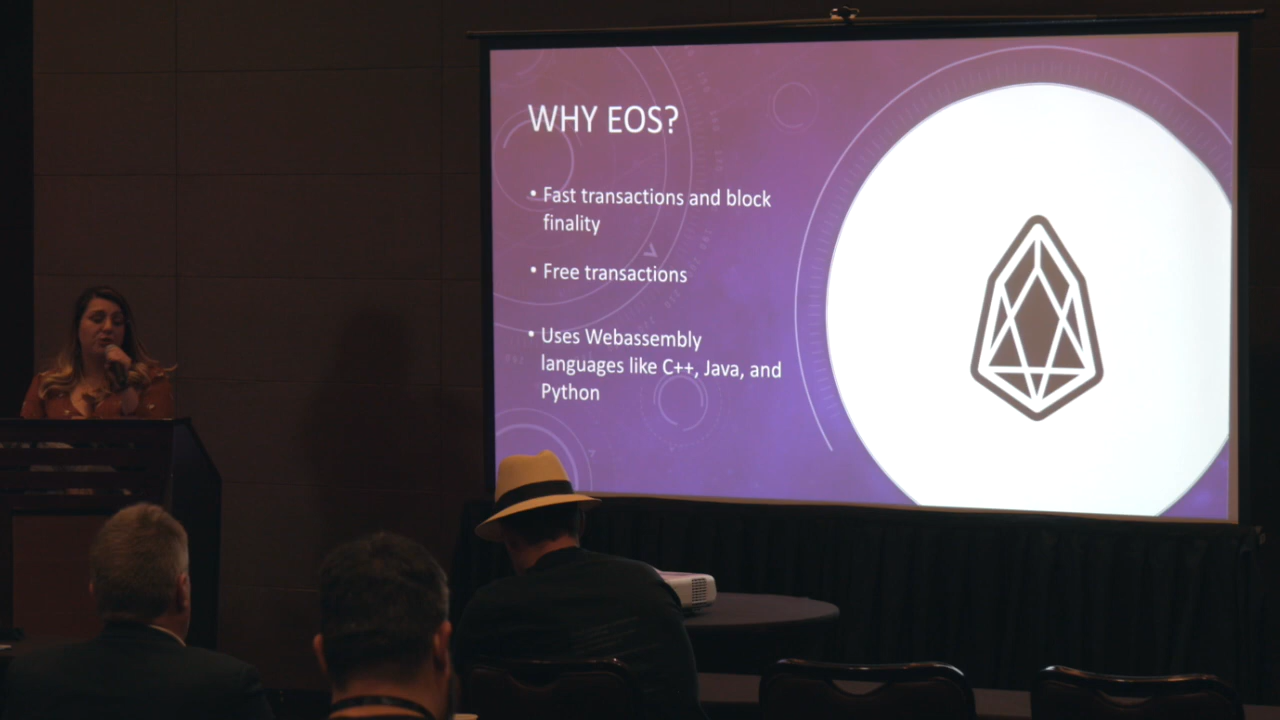 WHY EOS?
• Fast transactions and block
finality
• Free transactions
• Uses Webassembly
languages like C++, Java, and
Python